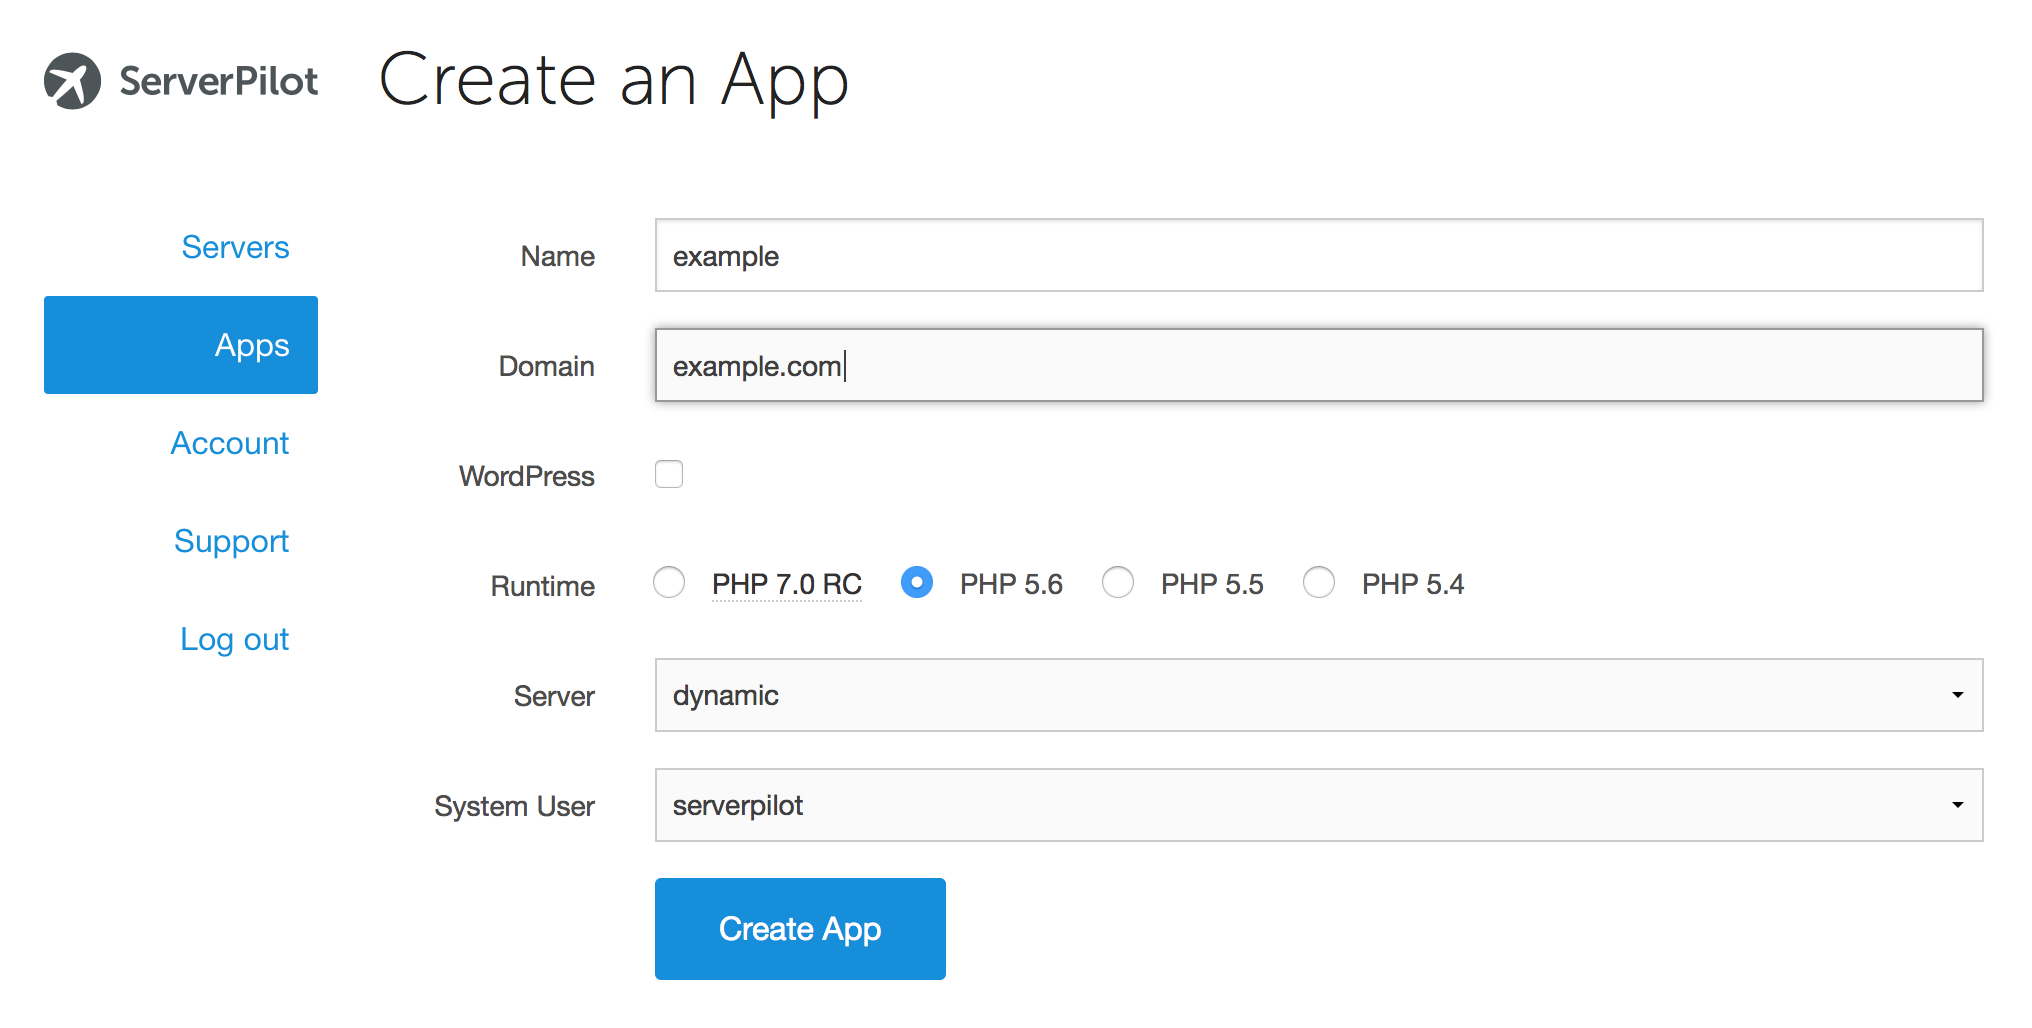 ServerPilot
Create an App
Servers
Apps
Account
Support
Log out
Name
example
Domain
example.com
WordPress
Runtime
PHP 7.0 RC
PHP 5.6
PHP 5.5
PHP 5.4
Server
dynamic
System User
serverpilot
Create App